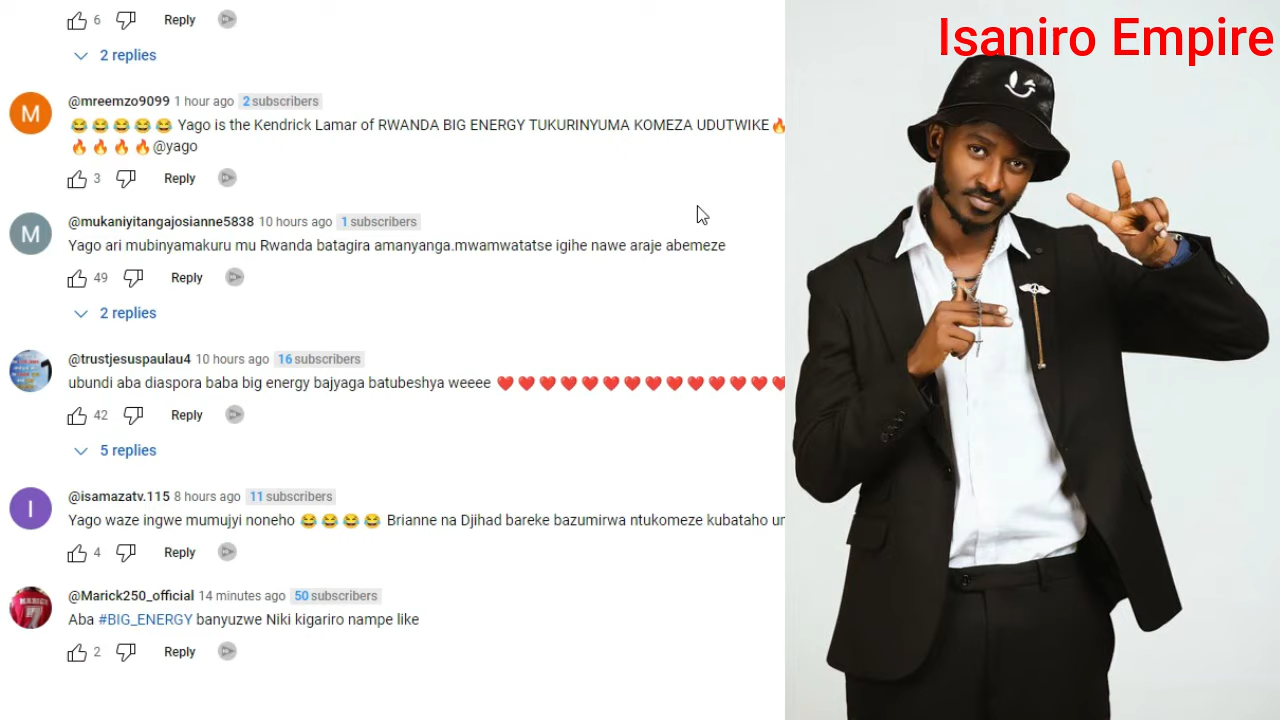 Isaniro Empire
6 Reply
2 replies
M
@mreemzo9099 1 hour ago 2 subscribers
😂😂😂😂😂 Yago is the Kendrick Lamar of RWANDA BIG ENERGY TUKURINYUMA KOMEZA UDUTWIKE🔥
🔥🔥🔥🔥@yago
3 Reply
M
@mukaniyitangajosianne5838 10 hours ago 1 subscribers
Yago ari mubinyamakuru mu Rwanda batagira amanyanga.mwamwatatse igihe nawe araje abemeze
49 Reply
2 replies
@trustjesuspaulau4 10 hours ago 16 subscribers
ubundi aba diaspora baba big energy bajyaga batubeshya weeee ❤️❤️❤️❤️❤️❤️❤️❤️❤️❤️❤️❤️❤️❤️
42 Reply
5 replies
I
@isamazatv.115 8 hours ago 11 subscribers
Yago waze ingwe mumujyi noneho 😂😂😂😂 Brianne na Djihad bareke bazumirwa ntukomeze kubataho
4 Reply
@Marick250_official 14 minutes ago 50 subscribers
Aba #BIG_ENERGY banyuzwe Niki kigariro nampe like
2 Reply